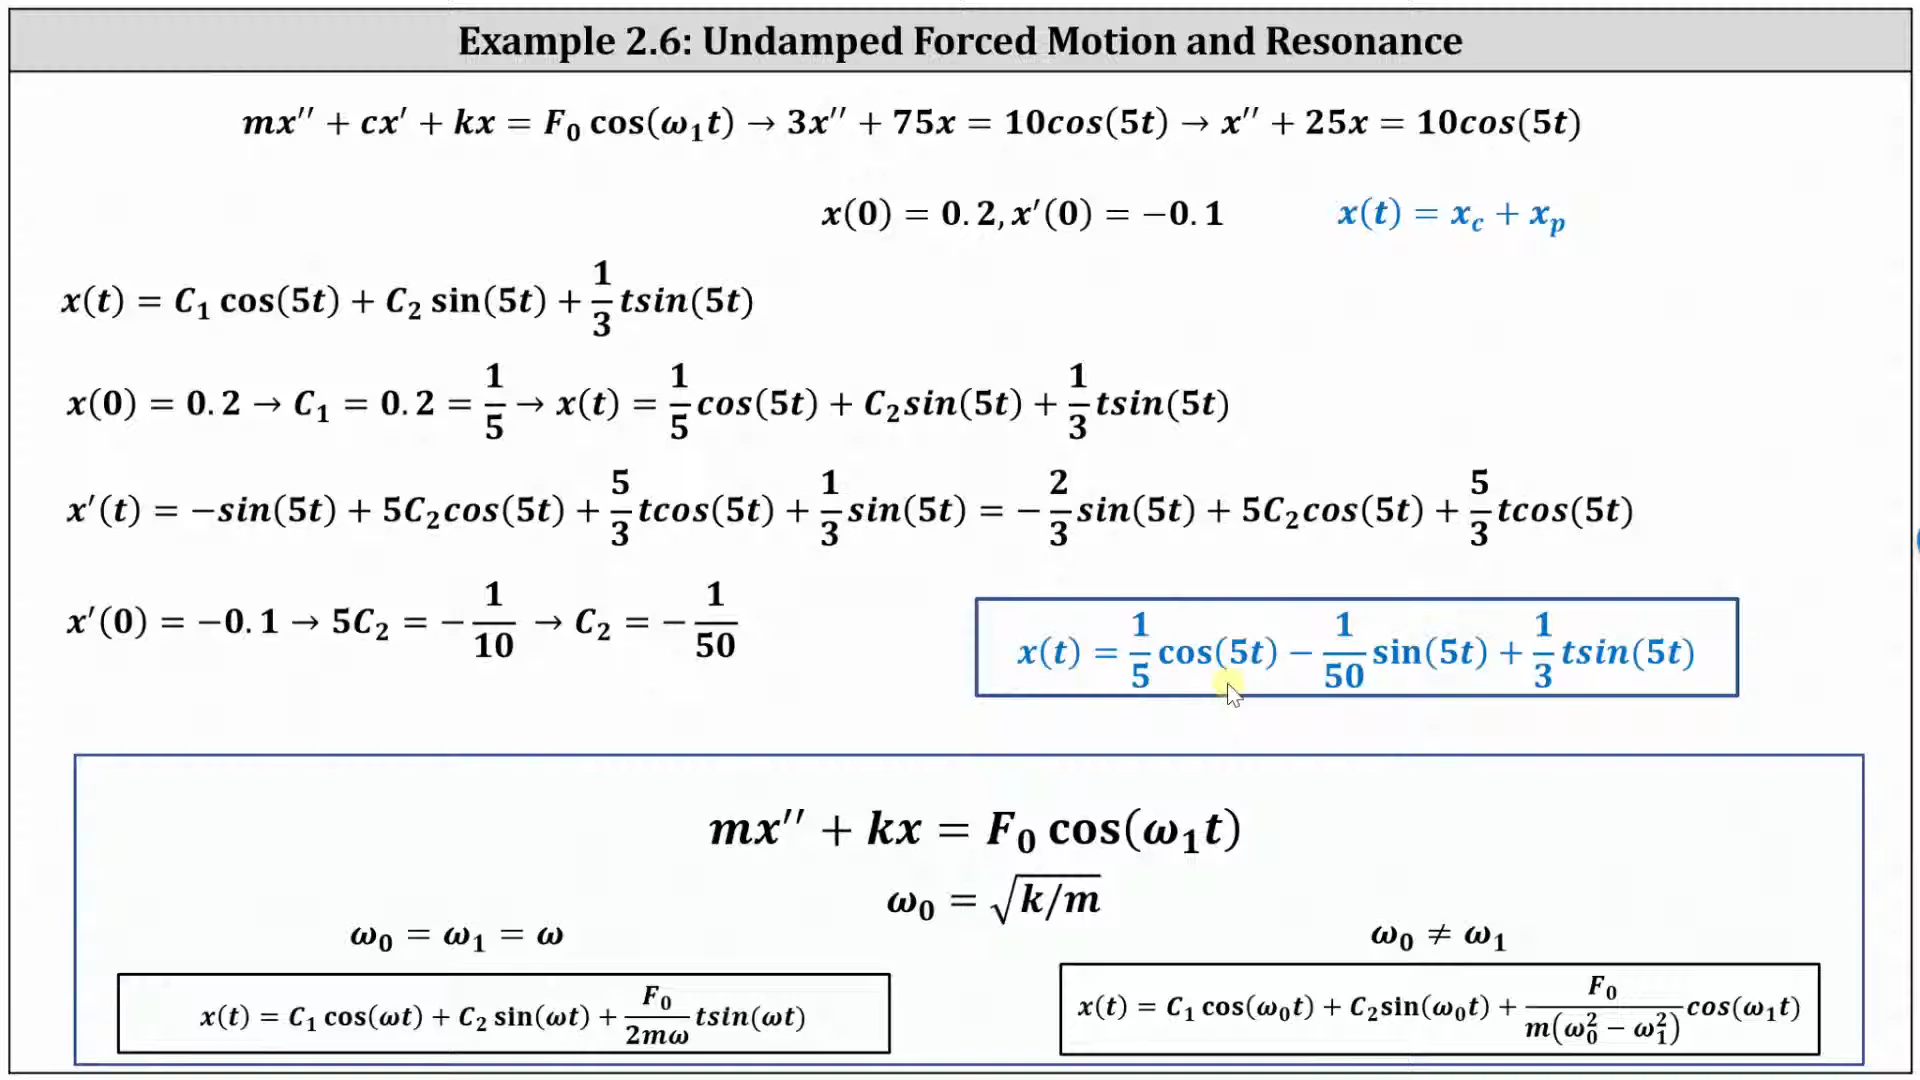 Example 2.6: Undamped Forced Motion and Resonance
mx′′ + cx′ + kx = F₀ cos(ω₁t) → 3x′′ + 75x = 10cos(5t) → x′′ + 25x = 10cos(5t)
x(0) = 0.2, x′(0) = −0.1 x(t) = x_c + x_p
x(t) = C₁ cos(5t) + C₂ sin(5t) + 1/3 tsin(5t)
x(0) = 0.2 → C₁ = 0.2 = 1/5 → x(t) = 1/5 cos(5t) + C₂sin(5t) + 1/3 tsin(5t)
x′(t) = −sin(5t) + 5C₂cos(5t) + 5/3 tcos(5t) + 1/3 sin(5t) = −2/3 sin(5t) + 5C₂cos(5t) + 5/3 tcos(5t)
x′(0) = −0.1 → 5C₂ = −1/10 → C₂ = −1/50
x(t) = 1/5 cos(5t) − 1/50 sin(5t) + 1/3 tsin(5t)
mx′′ + kx = F₀ cos(ω₁t)
ω₀ = √(k/m)
ω₀ = ω₁ = ω
x(t) = C₁ cos(ωt) + C₂ sin(ωt) + F₀/2mω tsin(ωt)
ω₀ ≠ ω₁
x(t) = C₁ cos(ω₀t) + C₂sin(ω₀t) + F₀/m(ω₀² − ω₁²) cos(ω₁t)